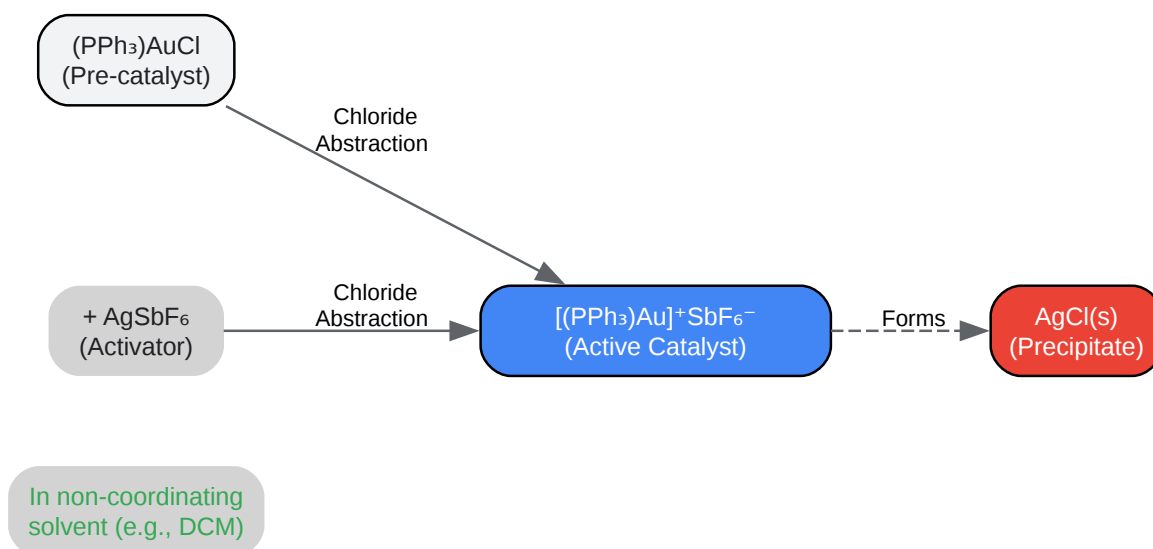 (PPh₃)AuCl
(Pre-catalyst)
Chloride
Abstraction
+ AgSbF₆
(Activator)
Chloride
Abstraction
[(PPh₃)Au]⁺SbF₆⁻
(Active Catalyst)
Forms
AgCl(s)
(Precipitate)
In non-coordinating
solvent (e.g., DCM)